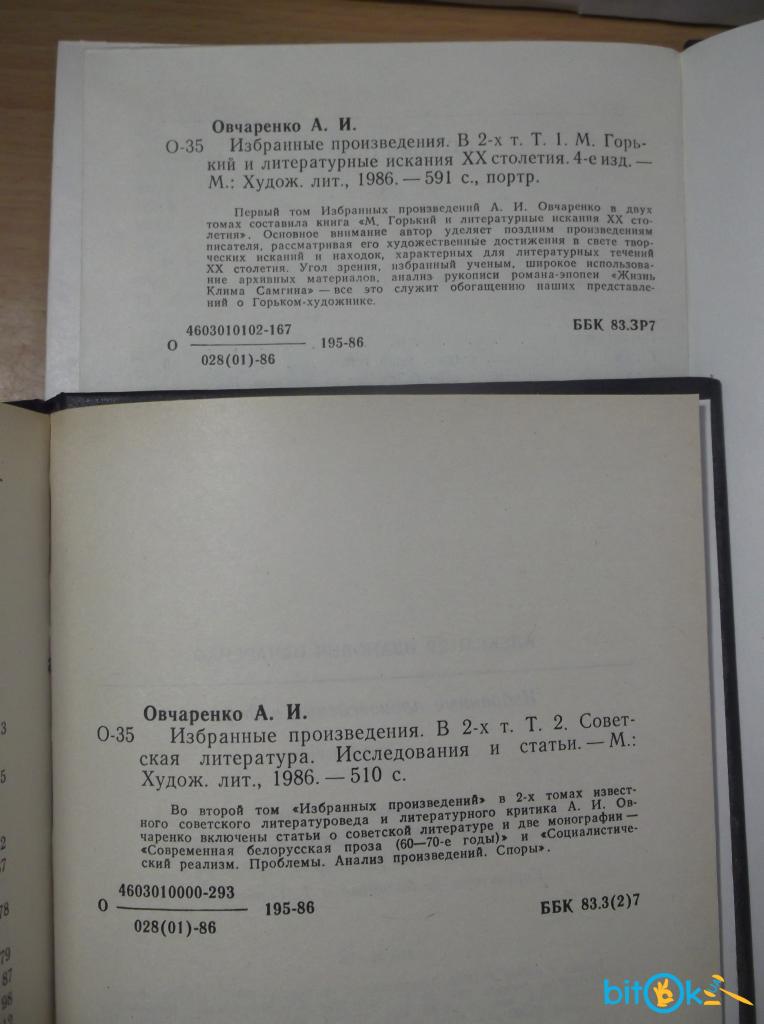 Овчаренко А. И.
О-35 Избранные произведения. В 2-х т. Т. 1. М. Горь-
кий и литературные искания XX столетия. 4-е изд. —
М.: Худож. лит., 1986. — 591 с., портр.
Первый том Избранных произведений А. И. Овчаренко в двух
томах составила книга «М. Горький и литературные искания XX сто-
летия». Основное внимание автор уделяет поздним произведениям
писателя, рассматривая его художественные достижения в свете твор-
ческих исканий и находок, характерных для литературных течений
XX столетия. Угол зрения, избранный ученым, широкое использова-
ние архивных материалов, анализ рукописи романа-эпопеи «Жизнь
Клима Самгина» — все это служит обогащению наших представле-
ний о Горьком-художнике.
4603010102-167
О 195-86 ББК 83.3Р7
028(01)-86
Овчаренко А. И.
О-35 Избранные произведения. В 2-х т. Т. 2. Совет-
ская литература. Исследования и статьи. — М.:
Худож. лит., 1986. — 510 с.
Во второй том «Избранных произведений» в 2-х томах извест-
ного советского литературоведа и литературного критика А. И. Ов-
чаренко включены статьи о советской литературе и две монографии —
«Современная белорусская проза (60—70-е годы)» и «Социалистиче-
ский реализм. Проблемы. Анализ произведений. Споры».
4603010000-293
О 195-86 ББК 83.3(2)7
028(01)-86
3
5
2
7
78
79
87
98
bitok